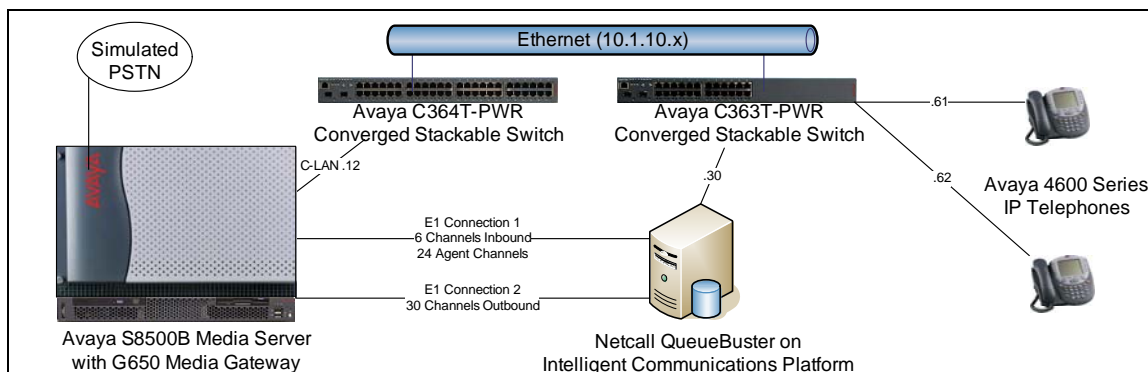 Simulated
PSTN
Ethernet (10.1.10.x)
Avaya C364T-PWR
Converged Stackable Switch
Avaya C363T-PWR
Converged Stackable Switch
.61
.62
Avaya 4600 Series
IP Telephones
C-LAN .12
.30
AVAYA
E1 Connection 1
6 Channels Inbound
24 Agent Channels
E1 Connection 2
30 Channels Outbound
Avaya S8500B Media Server
with G650 Media Gateway
Netcall QueueBuster on
Intelligent Communications Platform